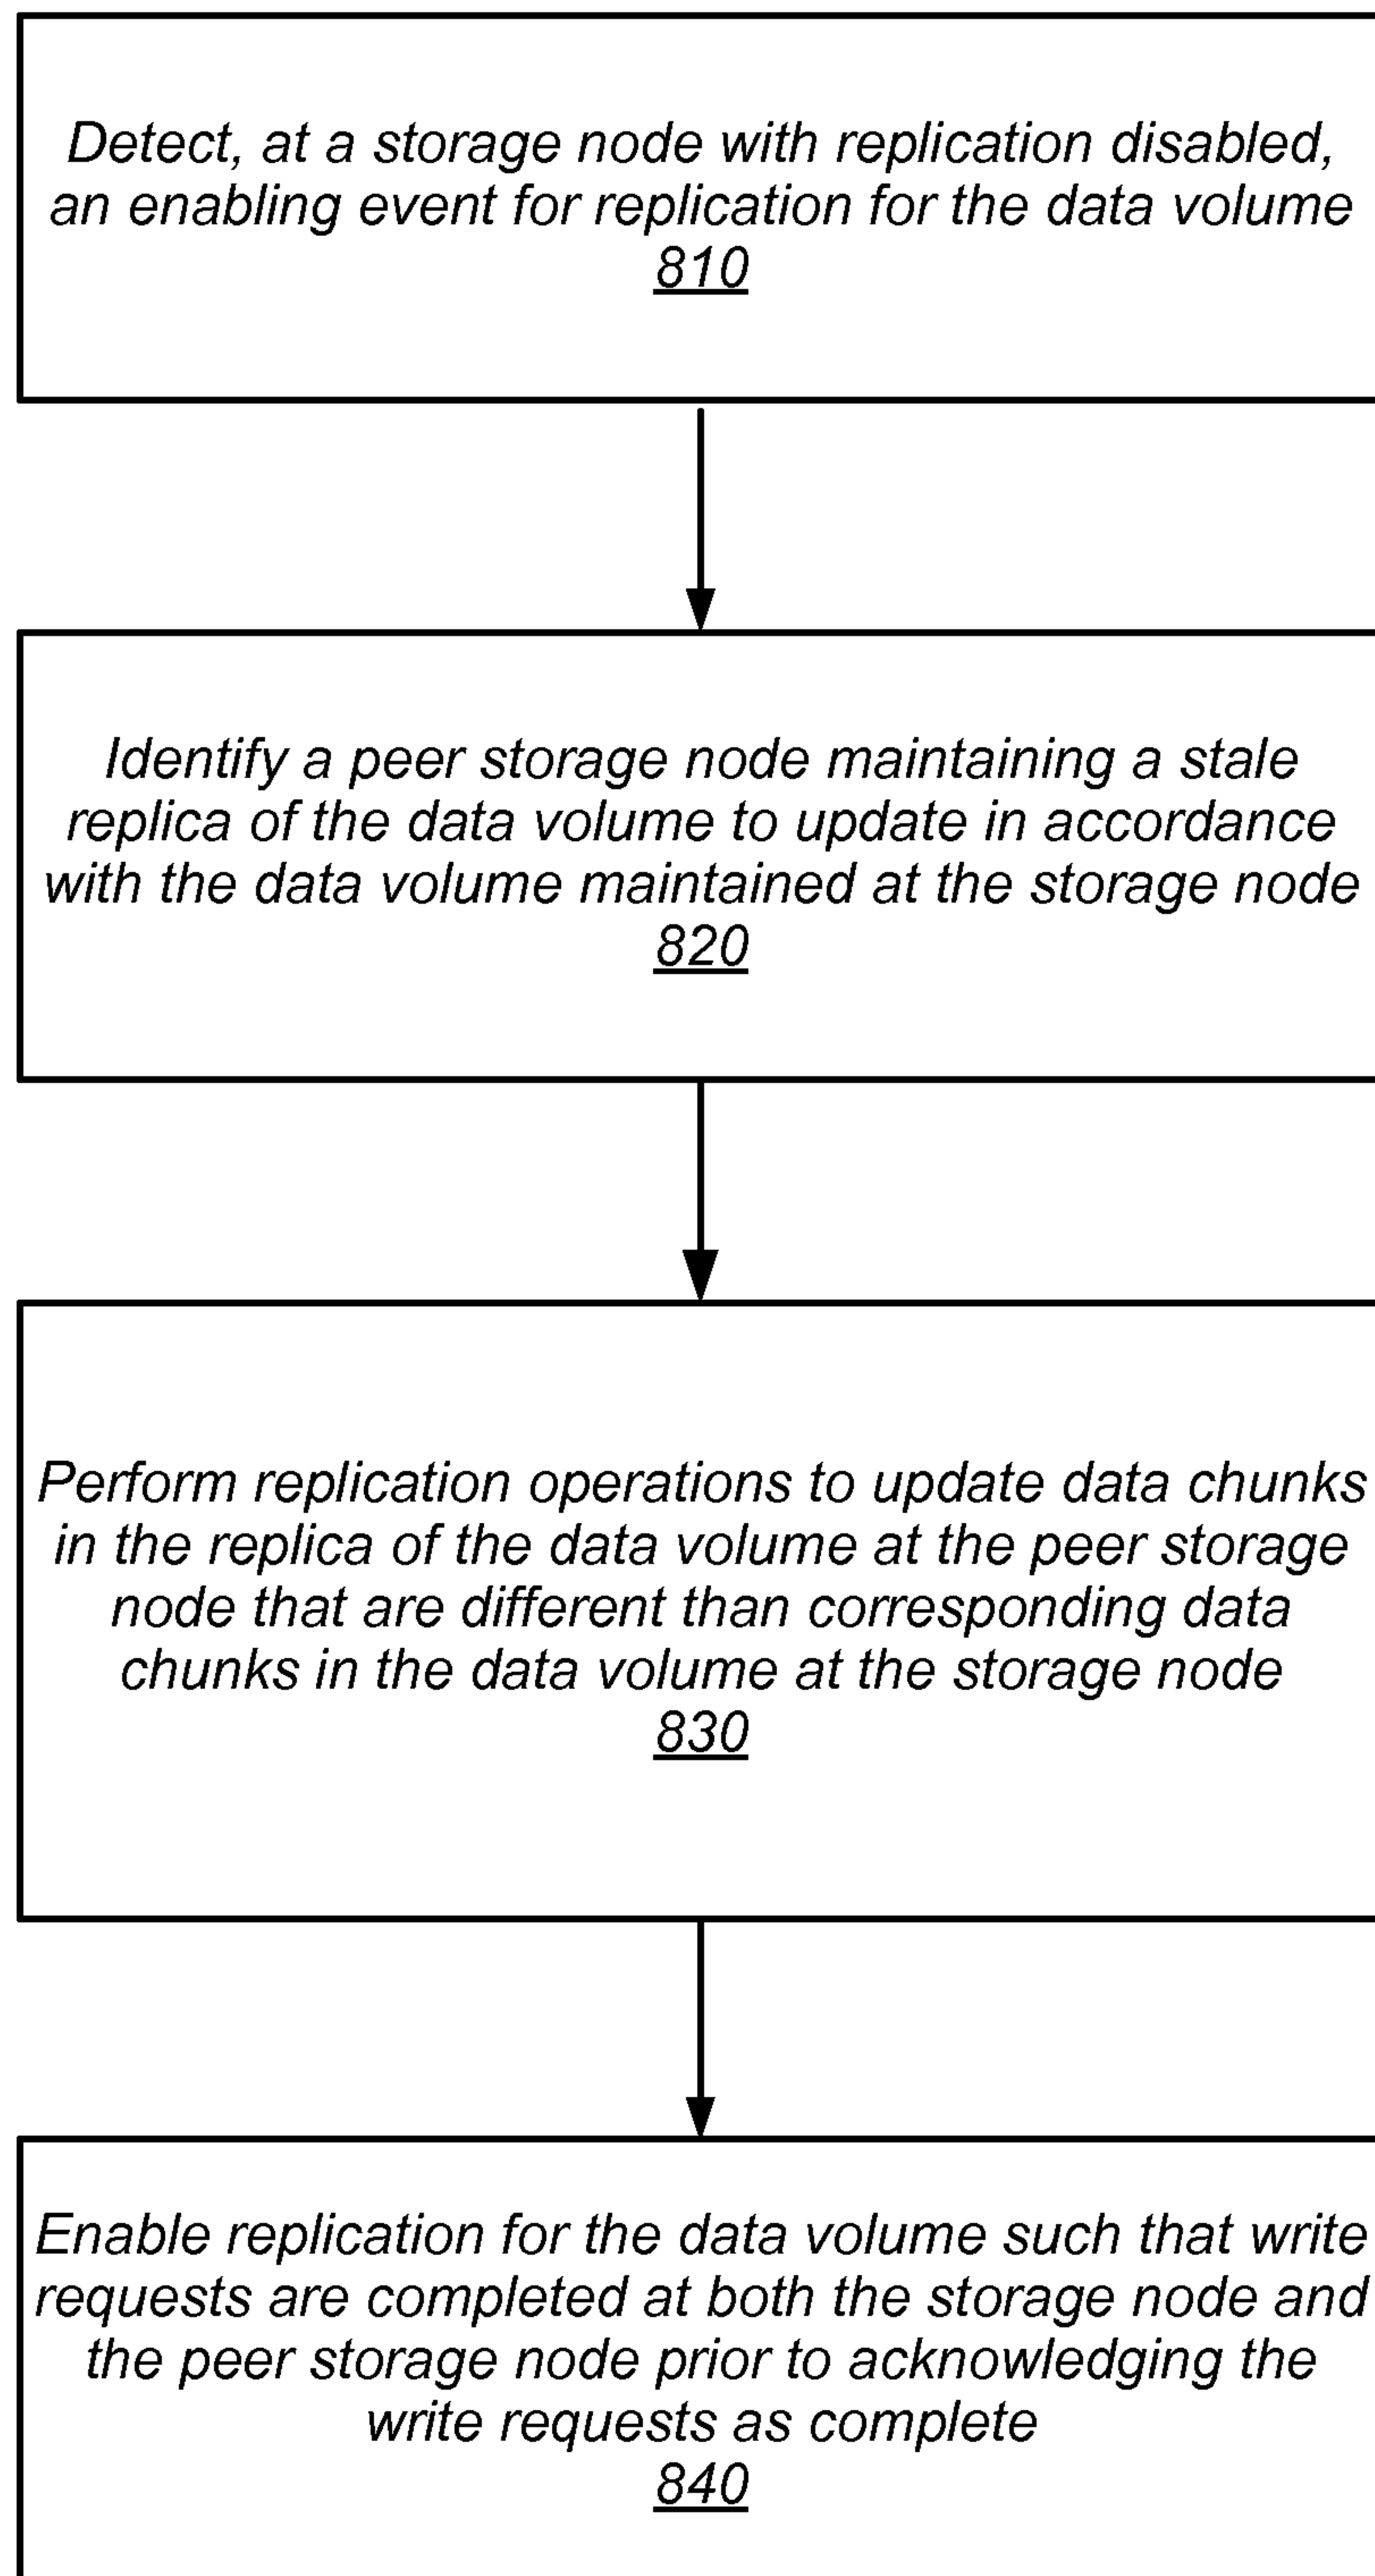 Detect, at a storage node with replication disabled,
an enabling event for replication for the data volume
810
Identify a peer storage node maintaining a stale
replica of the data volume to update in accordance
with the data volume maintained at the storage node
820
Perform replication operations to update data chunks
in the replica of the data volume at the peer storage
node that are different than corresponding data
chunks in the data volume at the storage node
830
Enable replication for the data volume such that write
requests are completed at both the storage node and
the peer storage node prior to acknowledging the
write requests as complete
840